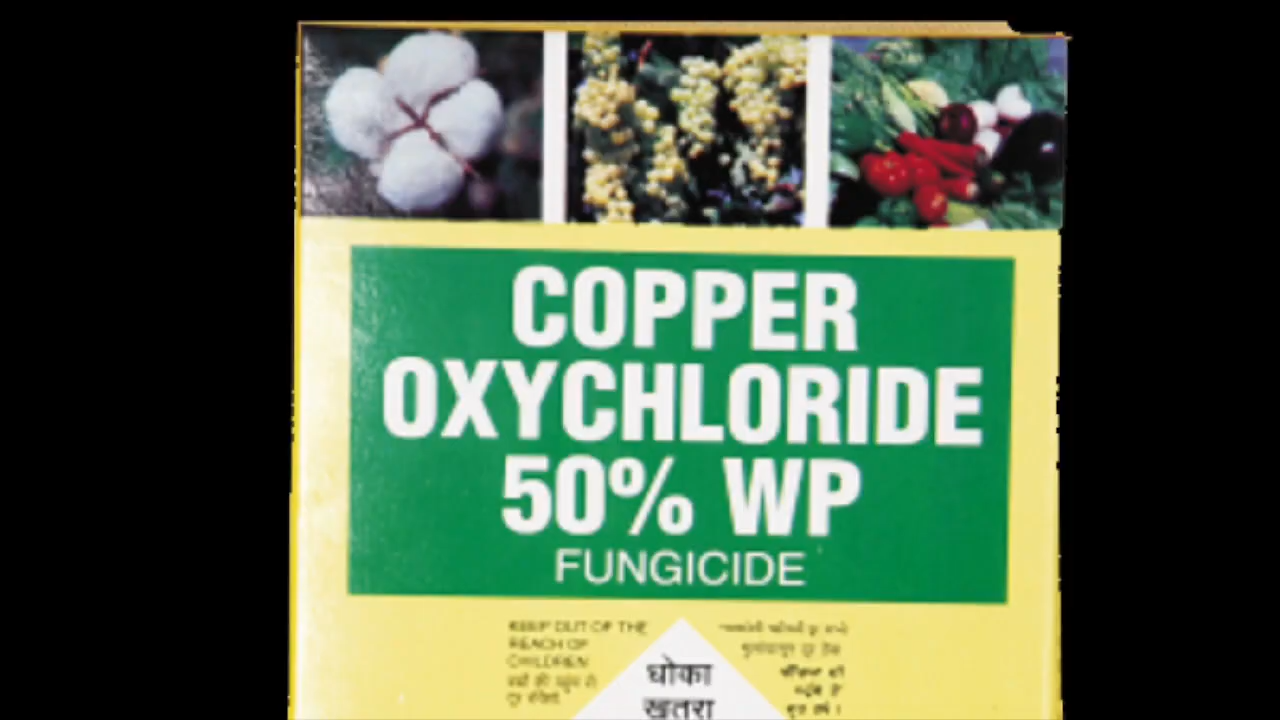 COPPER
OXYCHLORIDE
50% WP
FUNGICIDE
KEEP OUT OF THE
REACH OF
CHILDREN
धोका
खतरा